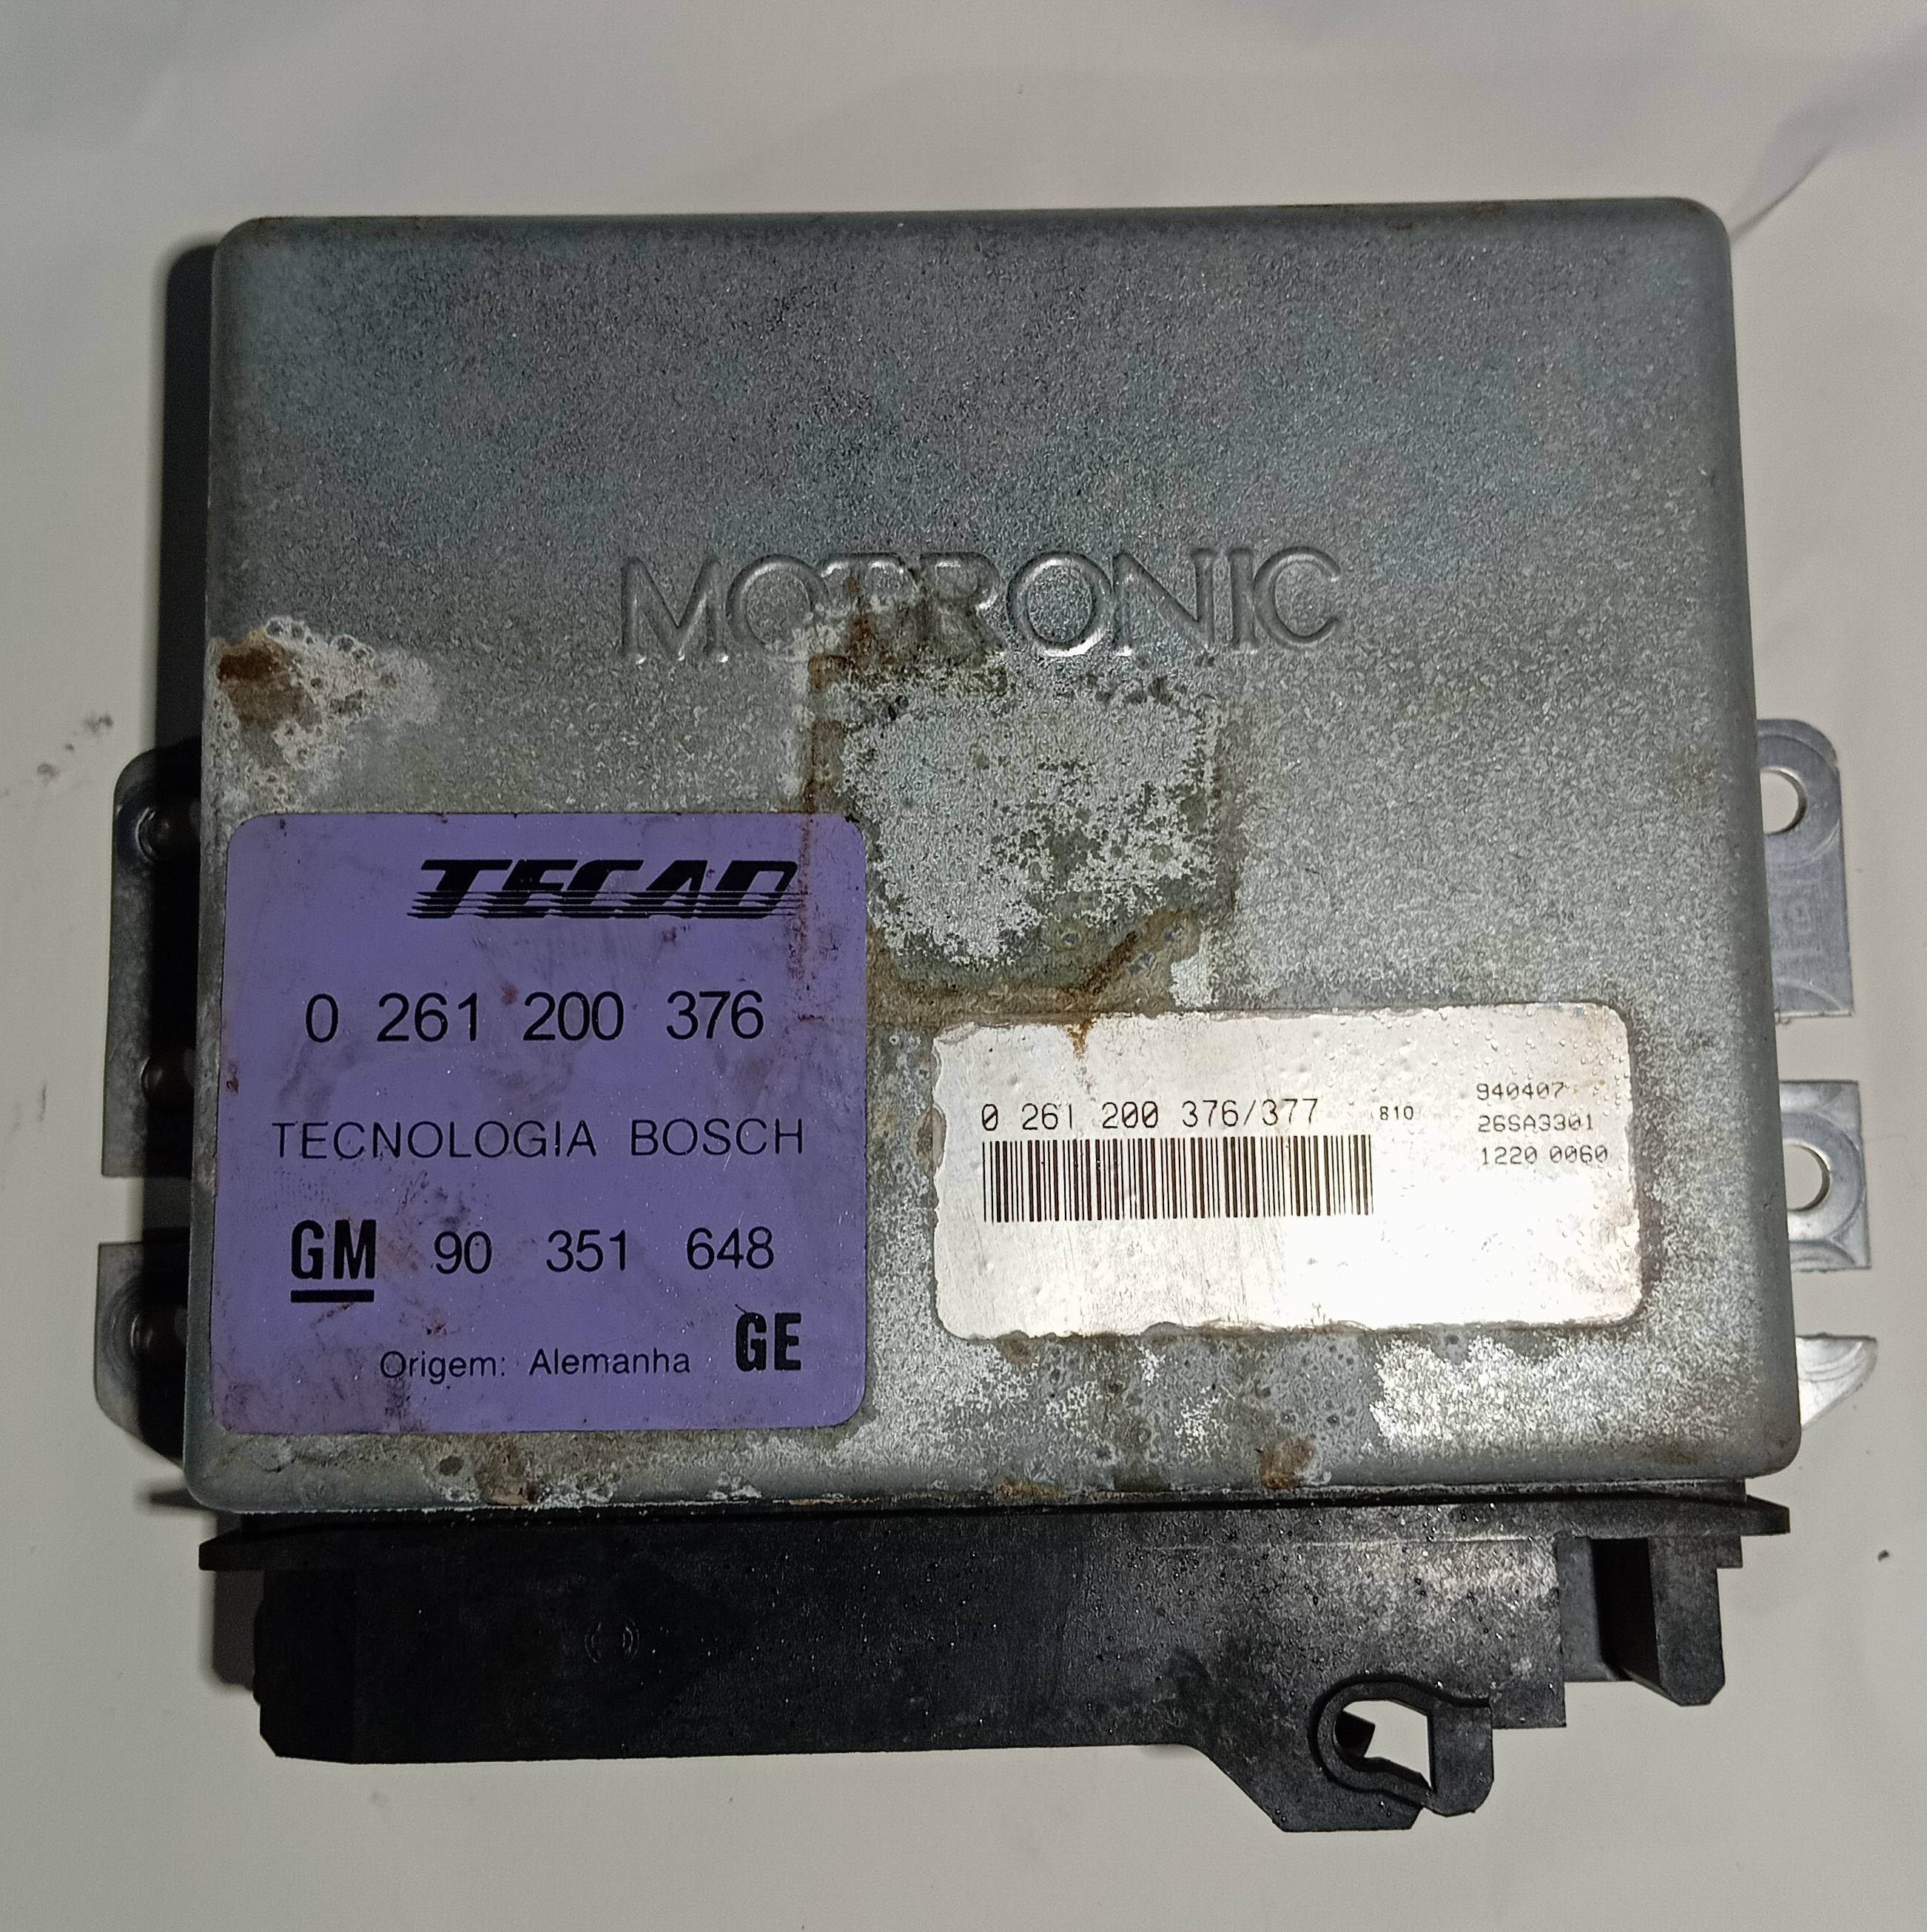 MOTRONIC
TECAD
0 261 200 376
TECNOLOGIA BOSCH
GM 90 351 648
Origem: Alemanha GE
0 261 200 376/377 810
940407
26SA3301
1220 0060